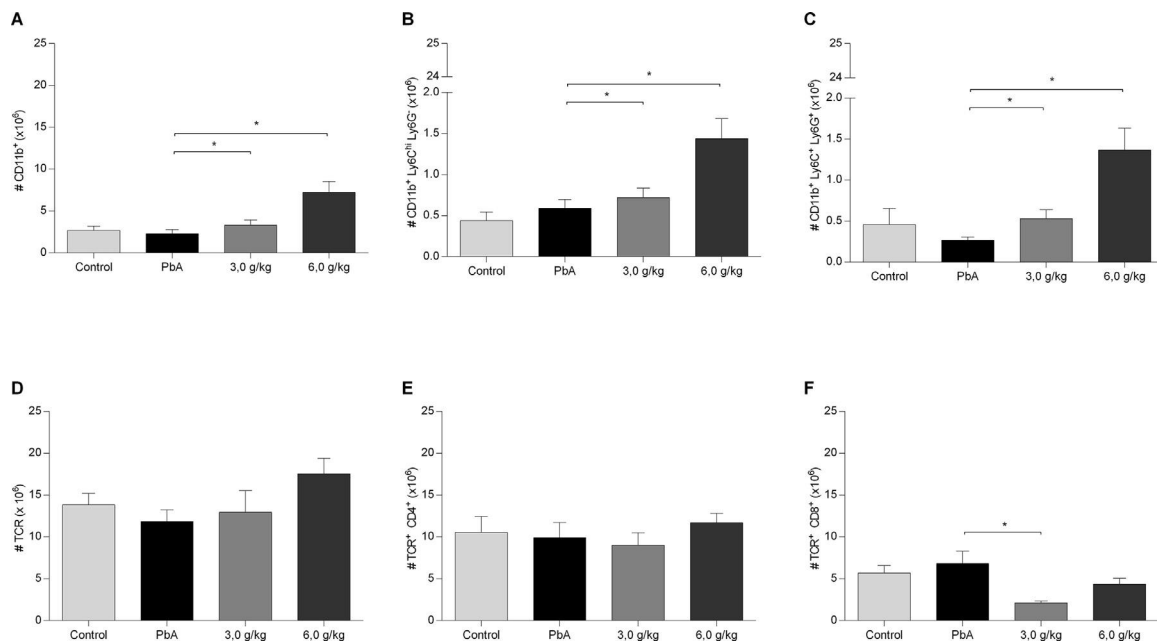 A
# CD11b⁺ (x10⁶)
25
20
15
10
5
0
*
*
Control PbA 3,0 g/kg 6,0 g/kg
B
# CD11b⁺ Ly6Cʰⁱ Ly6G⁻ (x10⁶)
25
24
2.0
1.5
1.0
0.5
0.0
*
*
Control PbA 3,0 g/kg 6,0 g/kg
C
# CD11b⁺ Ly6C⁺ Ly6G⁺ (x10⁶)
25
24
2.0
1.5
1.0
0.5
0.0
*
*
Control PbA 3,0 g/kg 6,0 g/kg
D
# TCR (x 10⁶)
25
20
15
10
5
0
Control PbA 3,0 g/kg 6,0 g/kg
E
# TCR⁺ CD4⁺ (x10⁶)
25
20
15
10
5
0
Control PbA 3,0 g/kg 6,0 g/kg
F
# TCR⁺ CD8⁺ (x10⁶)
25
20
15
10
5
0
*
Control PbA 3,0 g/kg 6,0 g/kg